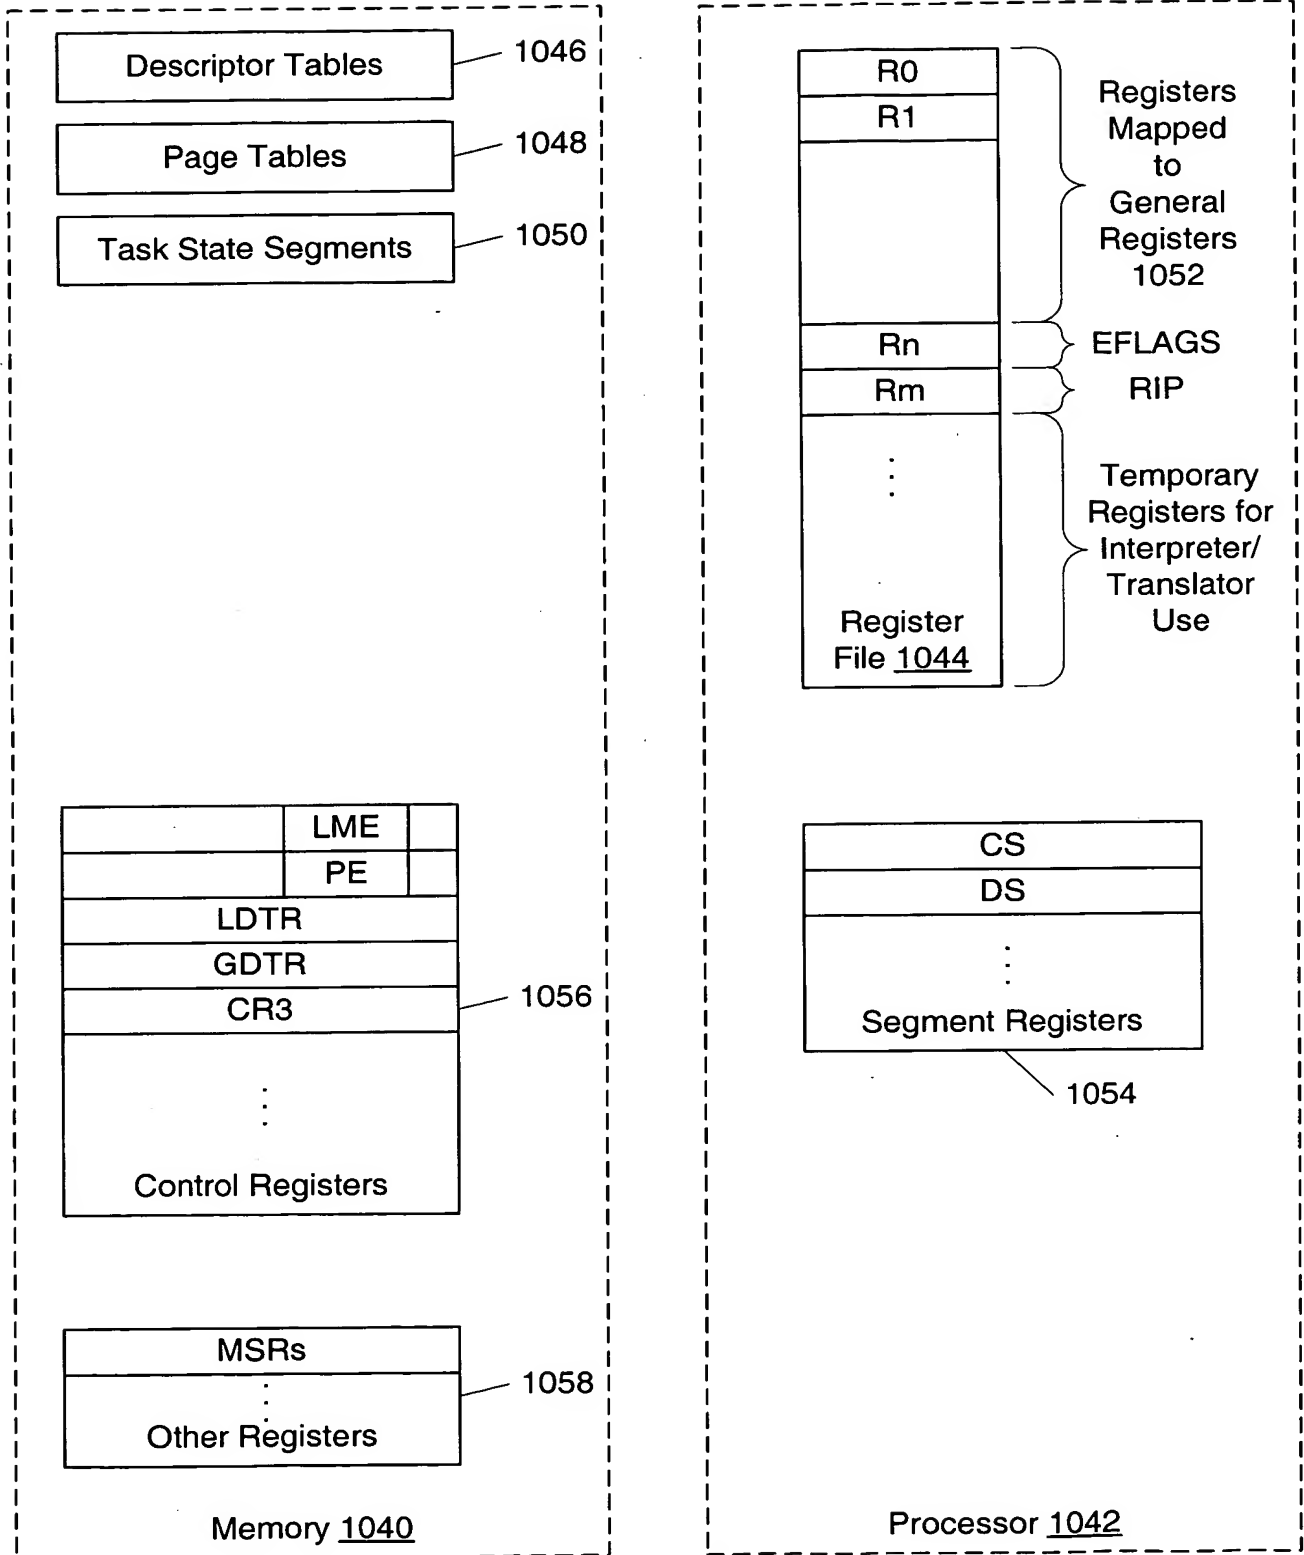 Descriptor Tables
1046
Page Tables
1048
Task State Segments
1050
LME
PE
LDTR
GDTR
CR3
1056
Control Registers
MSRs
1058
Other Registers
Memory 1040
R0
R1
Registers
Mapped
to
General
Registers
1052
Rn
EFLAGS
Rm
RIP
Temporary
Registers for
Interpreter/
Translator
Use
Register
File 1044
CS
DS
Segment Registers
1054
Processor 1042